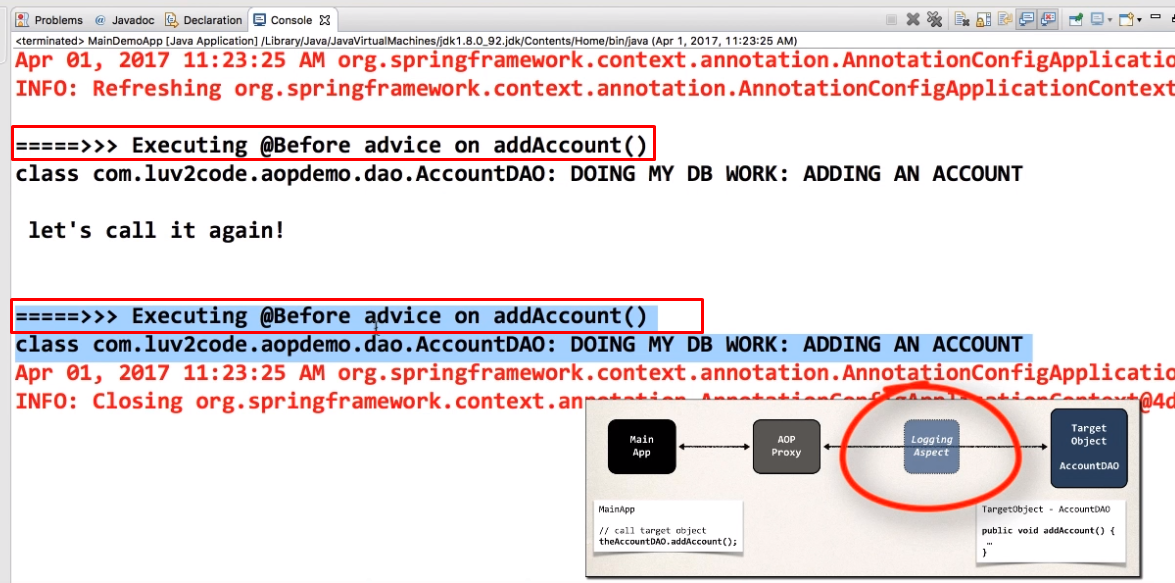 Problems @ Javadoc Declaration Console
<terminated> MainDemoApp [Java Application] /Library/Java/JavaVirtualMachines/jdk1.8.0_92.jdk/Contents/Home/bin/java (Apr 1, 2017, 11:23:25 AM)
Apr 01, 2017 11:23:25 AM org.springframework.context.annotation.AnnotationConfigApplicatio
INFO: Refreshing org.springframework.context.annotation.AnnotationConfigApplicationContext
=====>>> Executing @Before advice on addAccount()
class com.luv2code.aopdemo.dao.AccountDAO: DOING MY DB WORK: ADDING AN ACCOUNT
let's call it again!
=====>>> Executing @Before advice on addAccount()
class com.luv2code.aopdemo.dao.AccountDAO: DOING MY DB WORK: ADDING AN ACCOUNT
Apr 01, 2017 11:23:25 AM org.springframework.context.annotation.AnnotationConfigApplicatio
INFO: Closing org.springframework.context.annotation.AnnotationConfigApplicationContext@4d
Main
App
AOP
Proxy
Logging
Aspect
Target
Object
AccountDAO
MainApp
// call target object
theAccountDAO.addAccount();
TargetObject - AccountDAO
public void addAccount() {
…
}